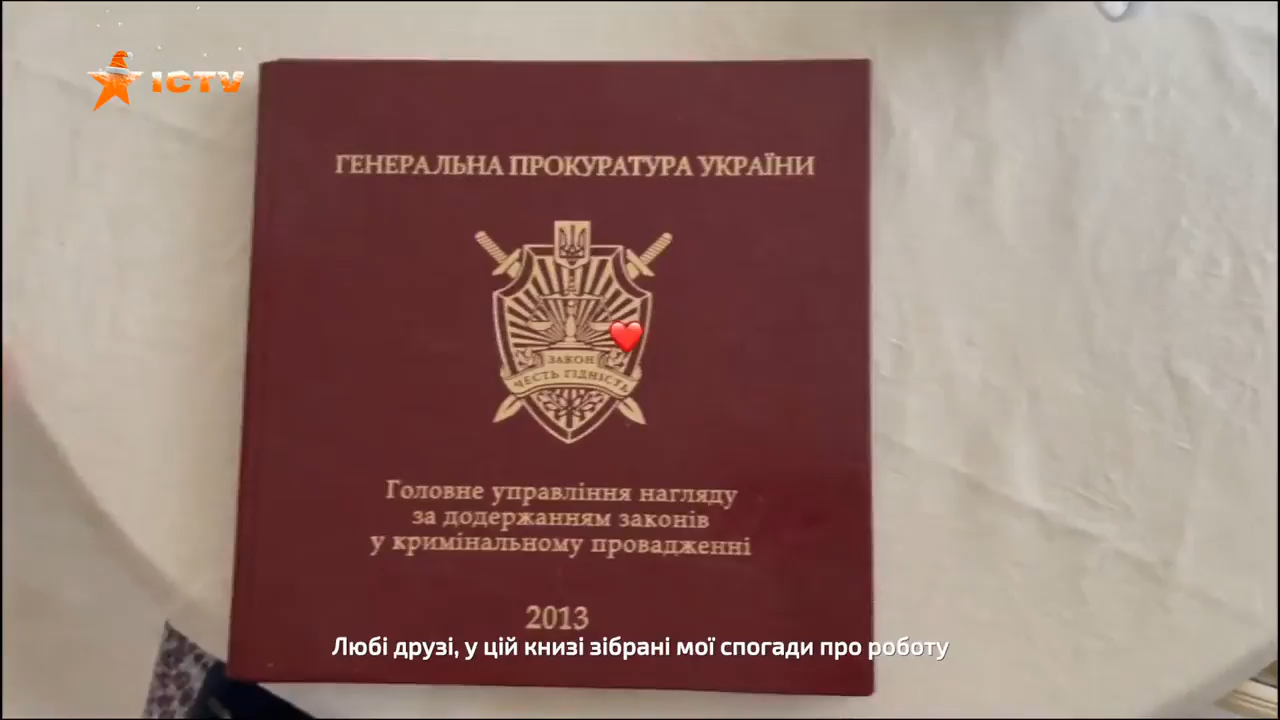 ICTV
ГЕНЕРАЛЬНА ПРОКУРАТУРА УКРАЇНИ
ЗАКОН
ЧЕСТЬ ГІДНІСТЬ
Головне управління нагляду
за додержанням законів
у кримінальному провадженні
2013
Любі друзі, у цій книзі зібрані мої спогади про роботу